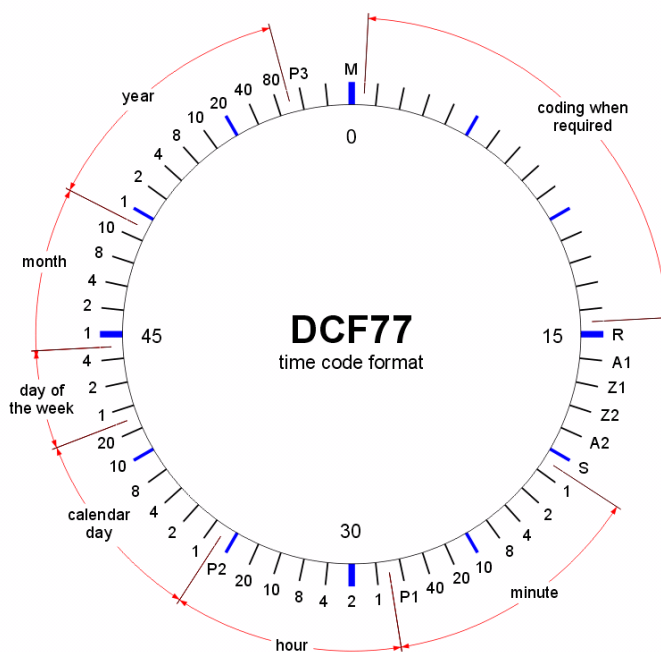 M
0
coding when
required
15
R
A1
Z1
Z2
A2
S
1
2
4
8
10
20
40
P1
minute
30
1
2
4
8
10
20
P2
hour
1
2
4
8
10
20
calendar
day
1
2
4
day of
the week
45
1
2
4
8
10
month
1
2
4
8
10
20
40
80
year
P3
DCF77
time code format